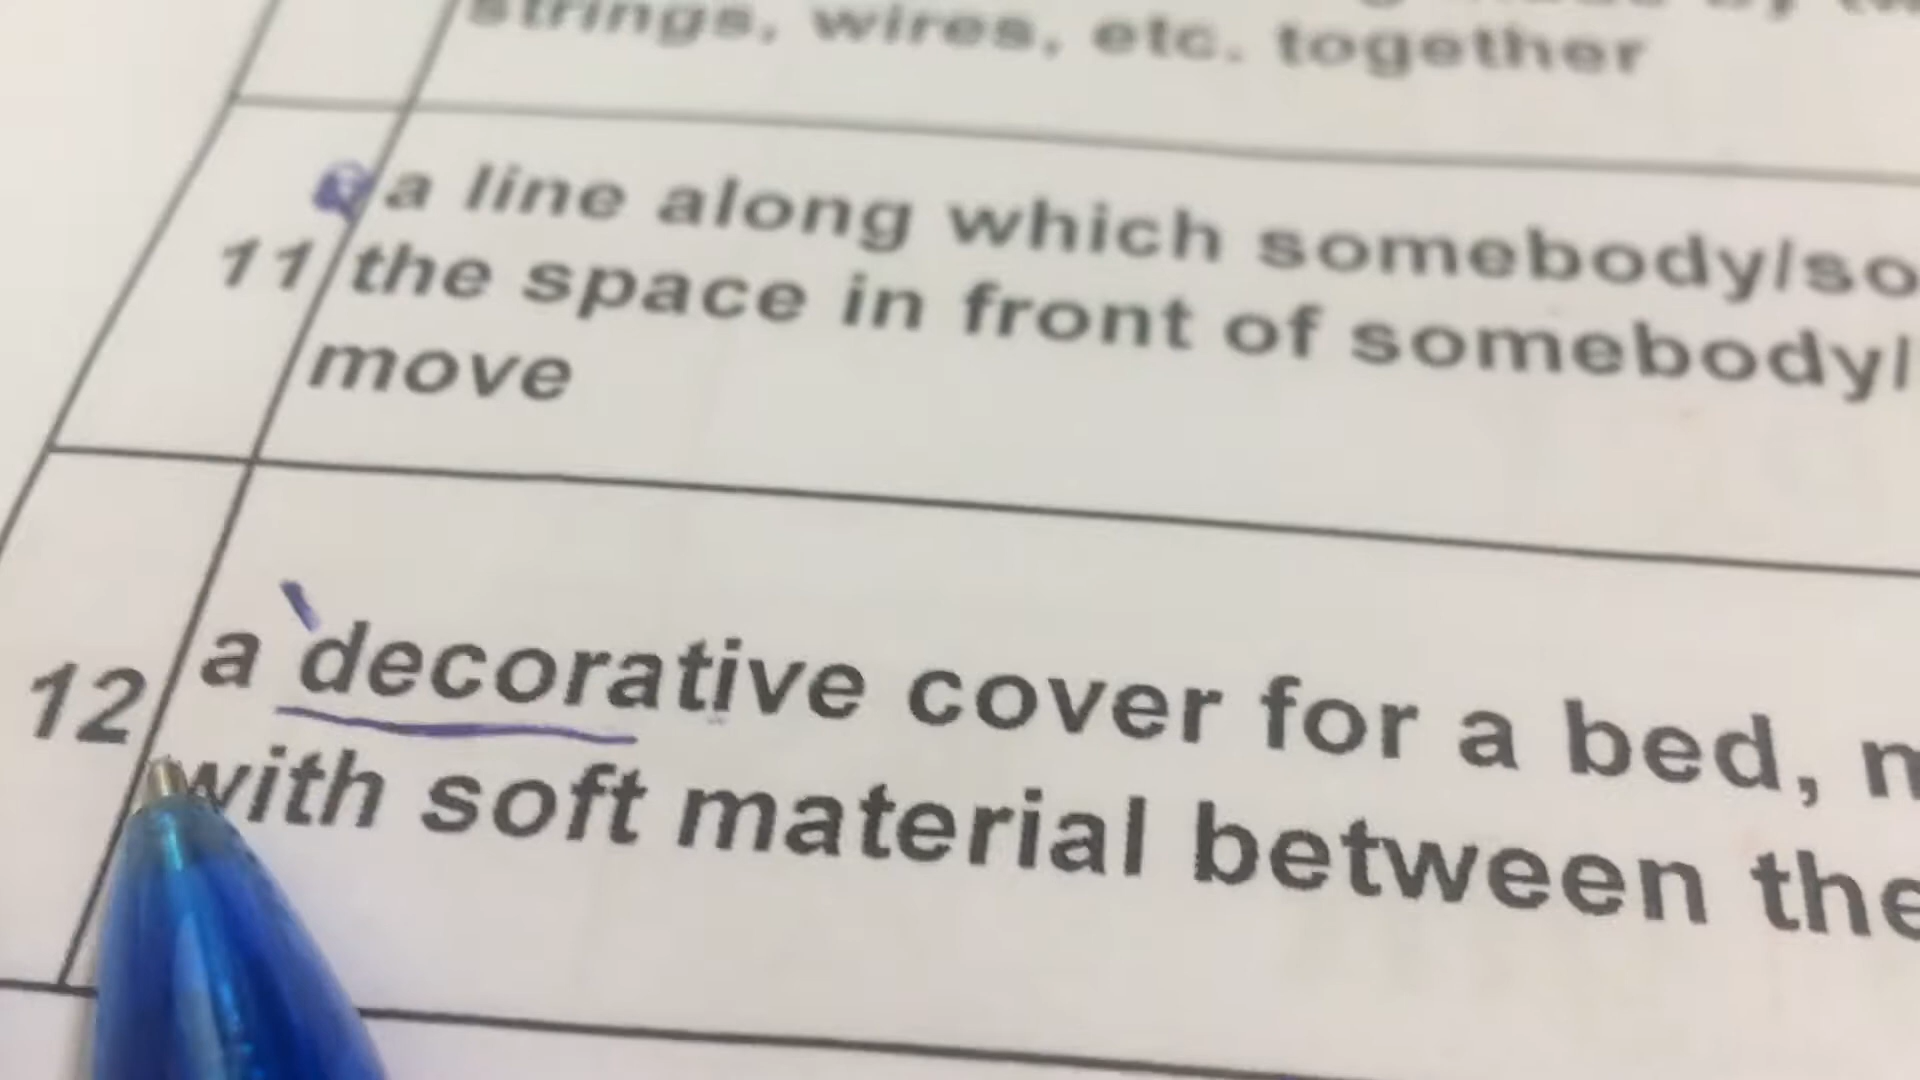 strings, wires, etc. together
a line along which somebody/so
11 the space in front of somebody/
move
12 a decorative cover for a bed,
with soft material between the